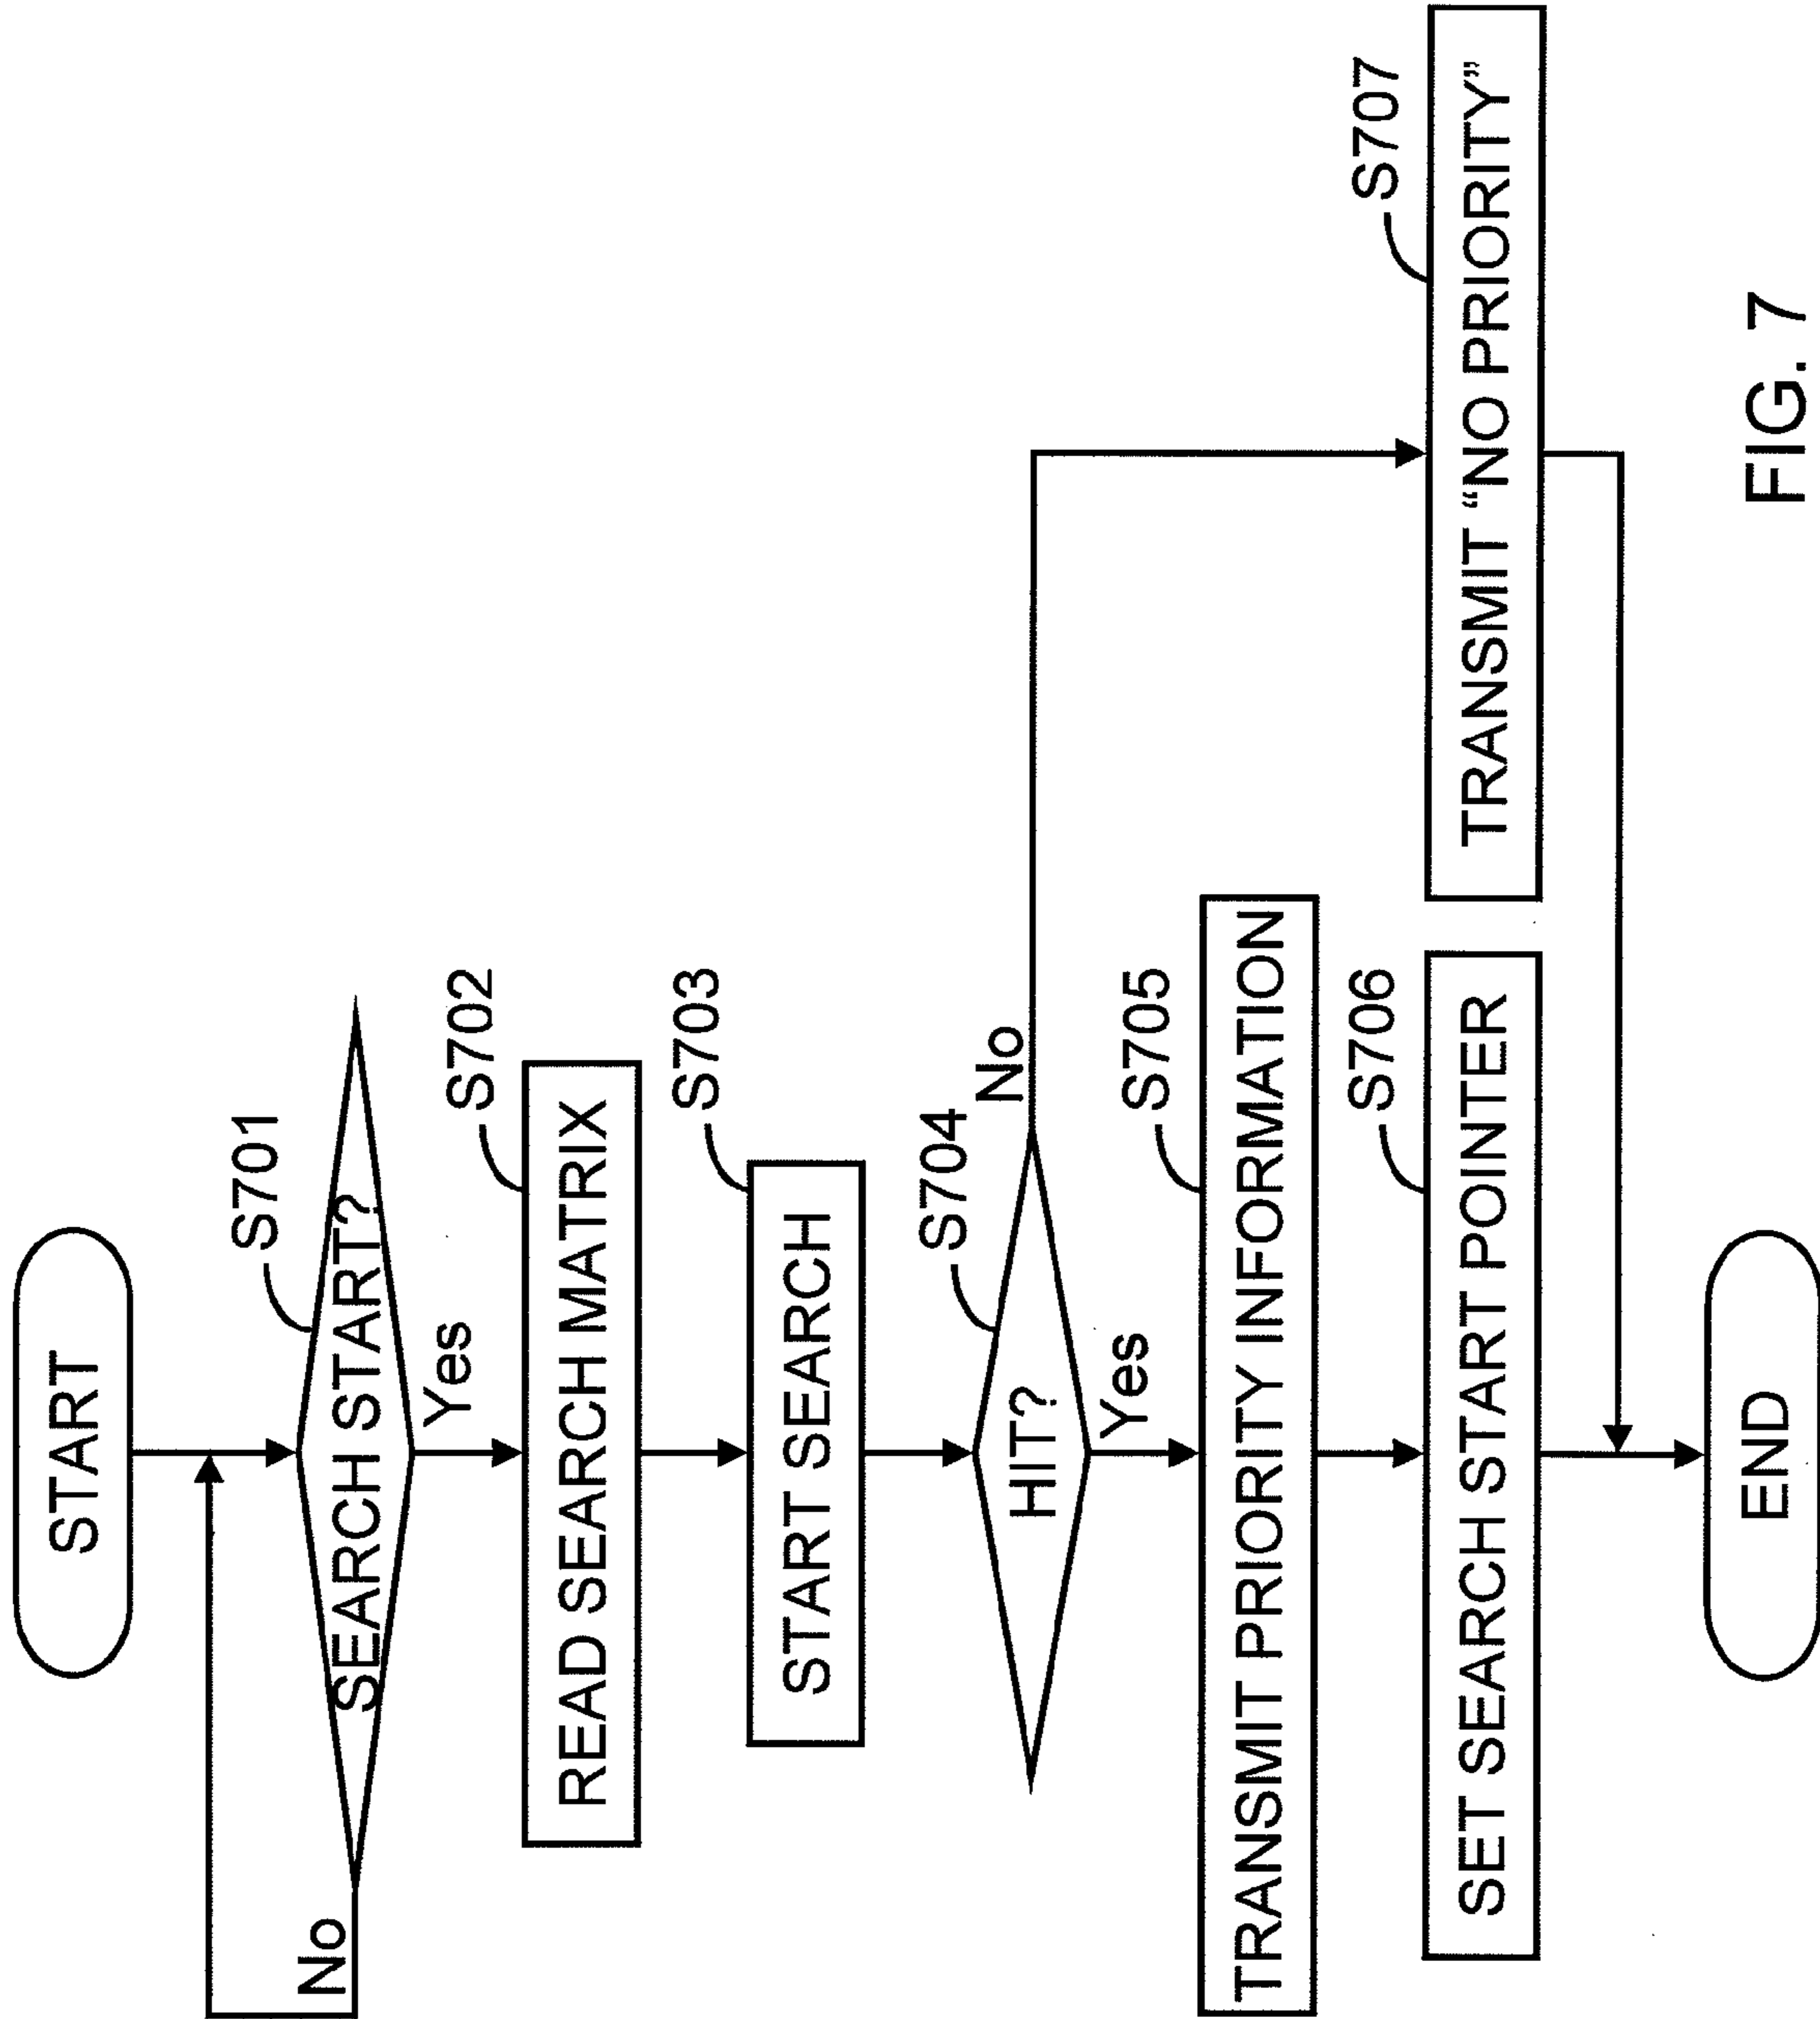 START
S701
SEARCH START?
No
Yes
S702
READ SEARCH MATRIX
S703
START SEARCH
S704
HIT?
No
Yes
S705
TRANSMIT PRIORITY INFORMATION
S706
SET SEARCH START POINTER
S707
TRANSMIT “NO PRIORITY”
END
FIG. 7